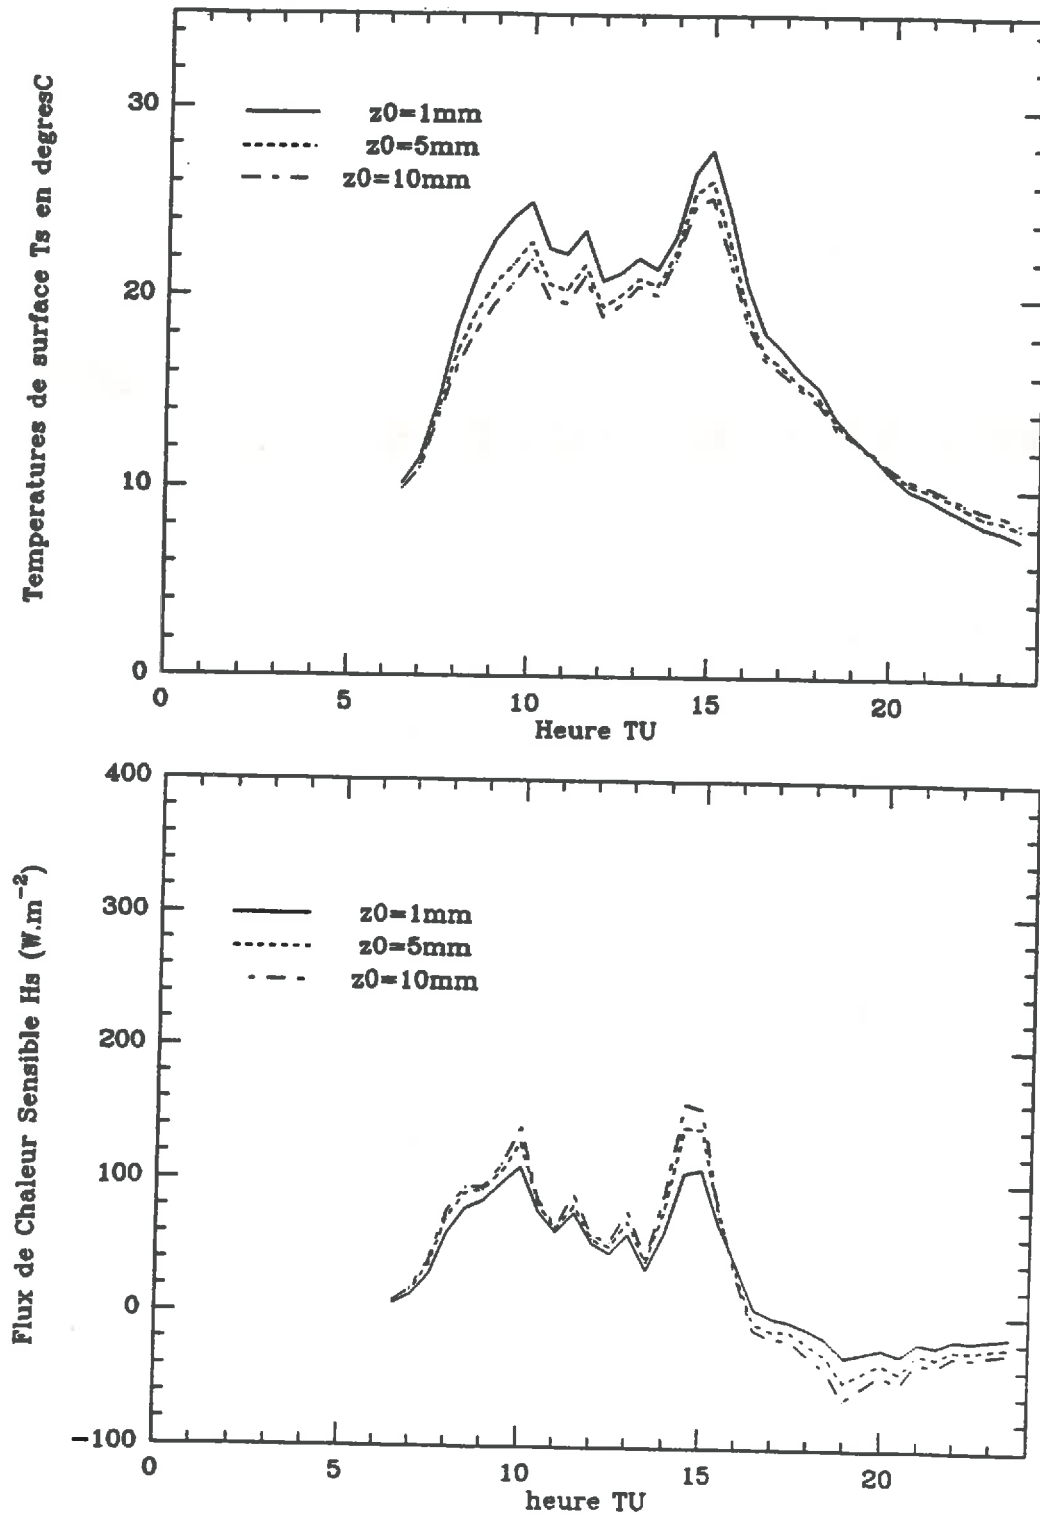 Temperatures de surface Ts en degresC
30
20
10
0
z0=1mm
z0=5mm
z0=10mm
0 5 10 15 20
Heure TU
Flux de Chaleur Sensible Hs (W.m⁻²)
400
300
200
100
0
-100
z0=1mm
z0=5mm
z0=10mm
0 5 10 15 20
heure TU